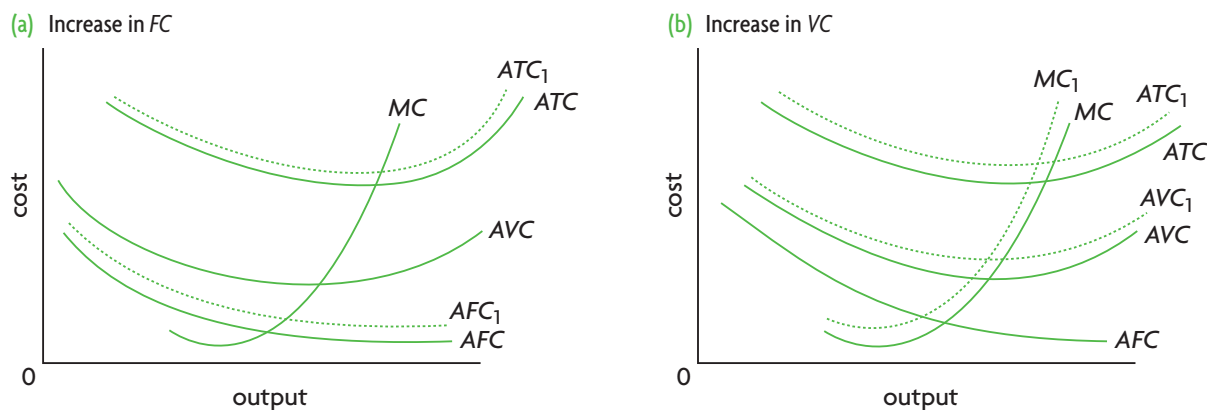 (a) Increase in FC
cost
ATC₁
ATC
MC
AVC
AFC₁
AFC
0
output
(b) Increase in VC
cost
MC₁
MC
ATC₁
ATC
AVC₁
AVC
AFC
0
output